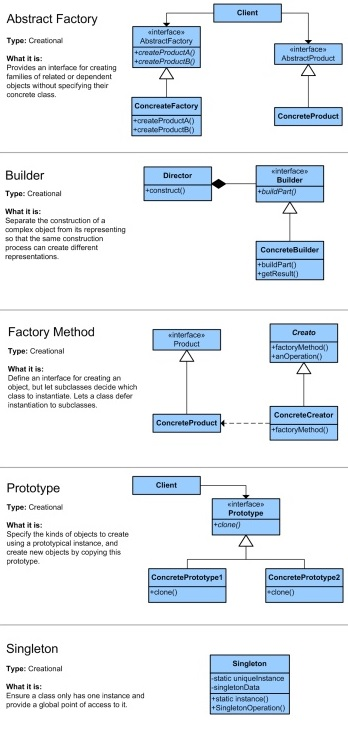 Abstract Factory
Type: Creational
What it is:
Provides an interface for creating
families of related or dependent
objects without specifying their
concrete class.
Client
«interface»
AbstractFactory
+createProductA()
+createProductB()
«interface»
AbstractProduct
ConcreateFactory
+createProductA()
+createProductB()
ConcreteProduct
Builder
Type: Creational
What it is:
Separate the construction of a
complex object from its representing
so that the same construction
process can create different
representations.
Director
+construct()
«interface»
Builder
+buildPart()
ConcreteBuilder
+buildPart()
+getResult()
Factory Method
Type: Creational
What it is:
Define an interface for creating an
object, but let subclasses decide which
class to instantiate. Lets a class defer
instantiation to subclasses.
«interface»
Product
Creato
+factoryMethod()
+anOperation()
ConcreteProduct
ConcreteCreator
+factoryMethod()
Prototype
Type: Creational
What it is:
Specify the kinds of objects to create
using a prototypical instance, and
create new objects by copying this
prototype.
Client
«interface»
Prototype
+clone()
ConcretePrototype1
+clone()
ConcretePrototype2
+clone()
Singleton
Type: Creational
What it is:
Ensure a class only has one instance and
provide a global point of access to it.
Singleton
-static uniqueInstance
-singletonData
+static instance()
+SingletonOperation()